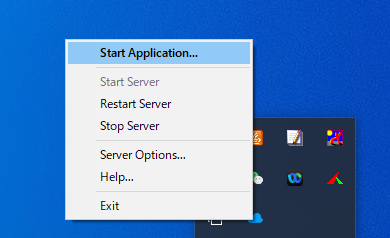 Start Application...
Start Server
Restart Server
Stop Server
Server Options...
Help...
Exit